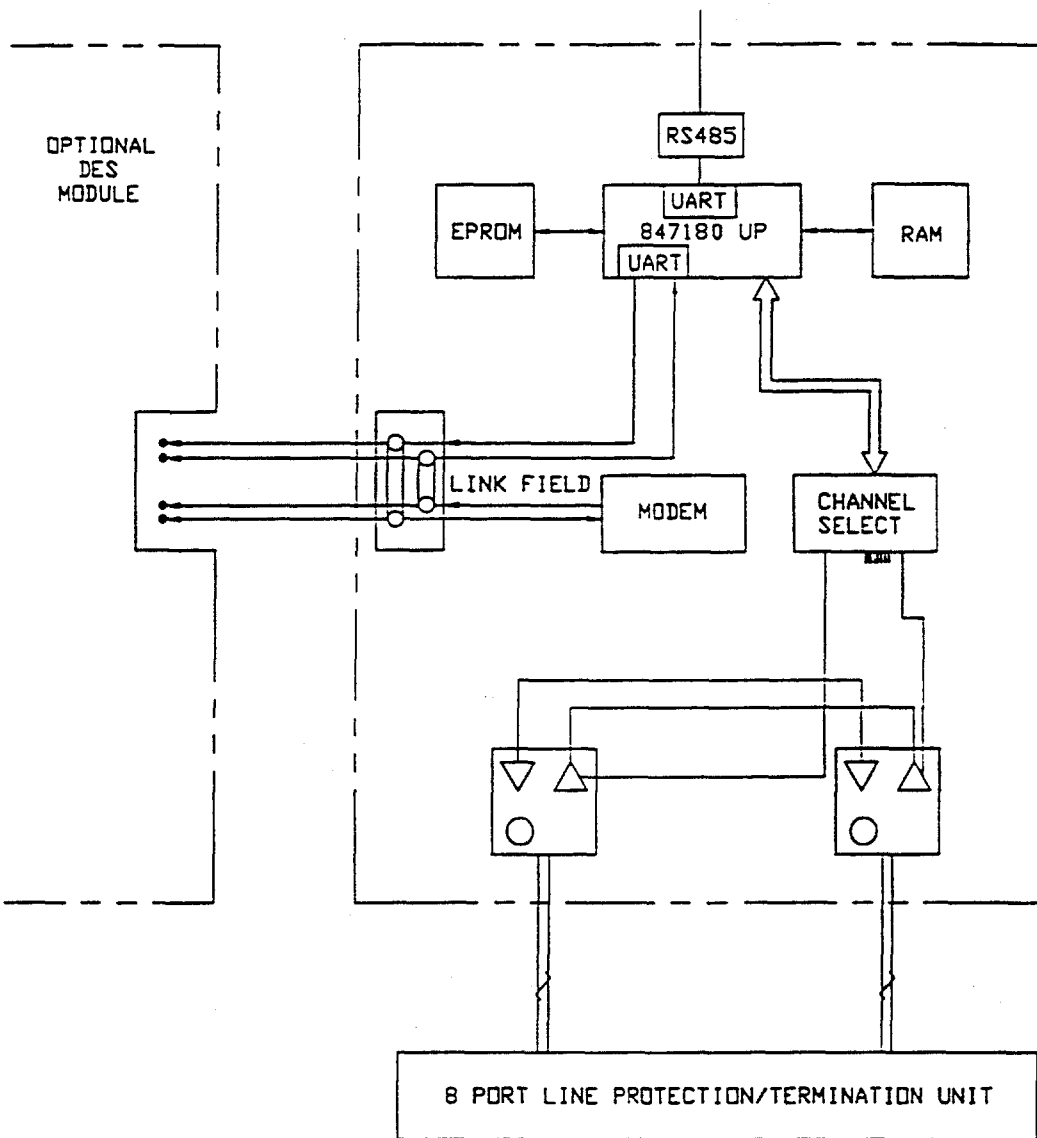 OPTIONAL
DES
MODULE
RS485
UART
847180 UP
UART
EPROM
RAM
LINK FIELD
MODEM
CHANNEL
SELECT
8 PORT LINE PROTECTION/TERMINATION UNIT